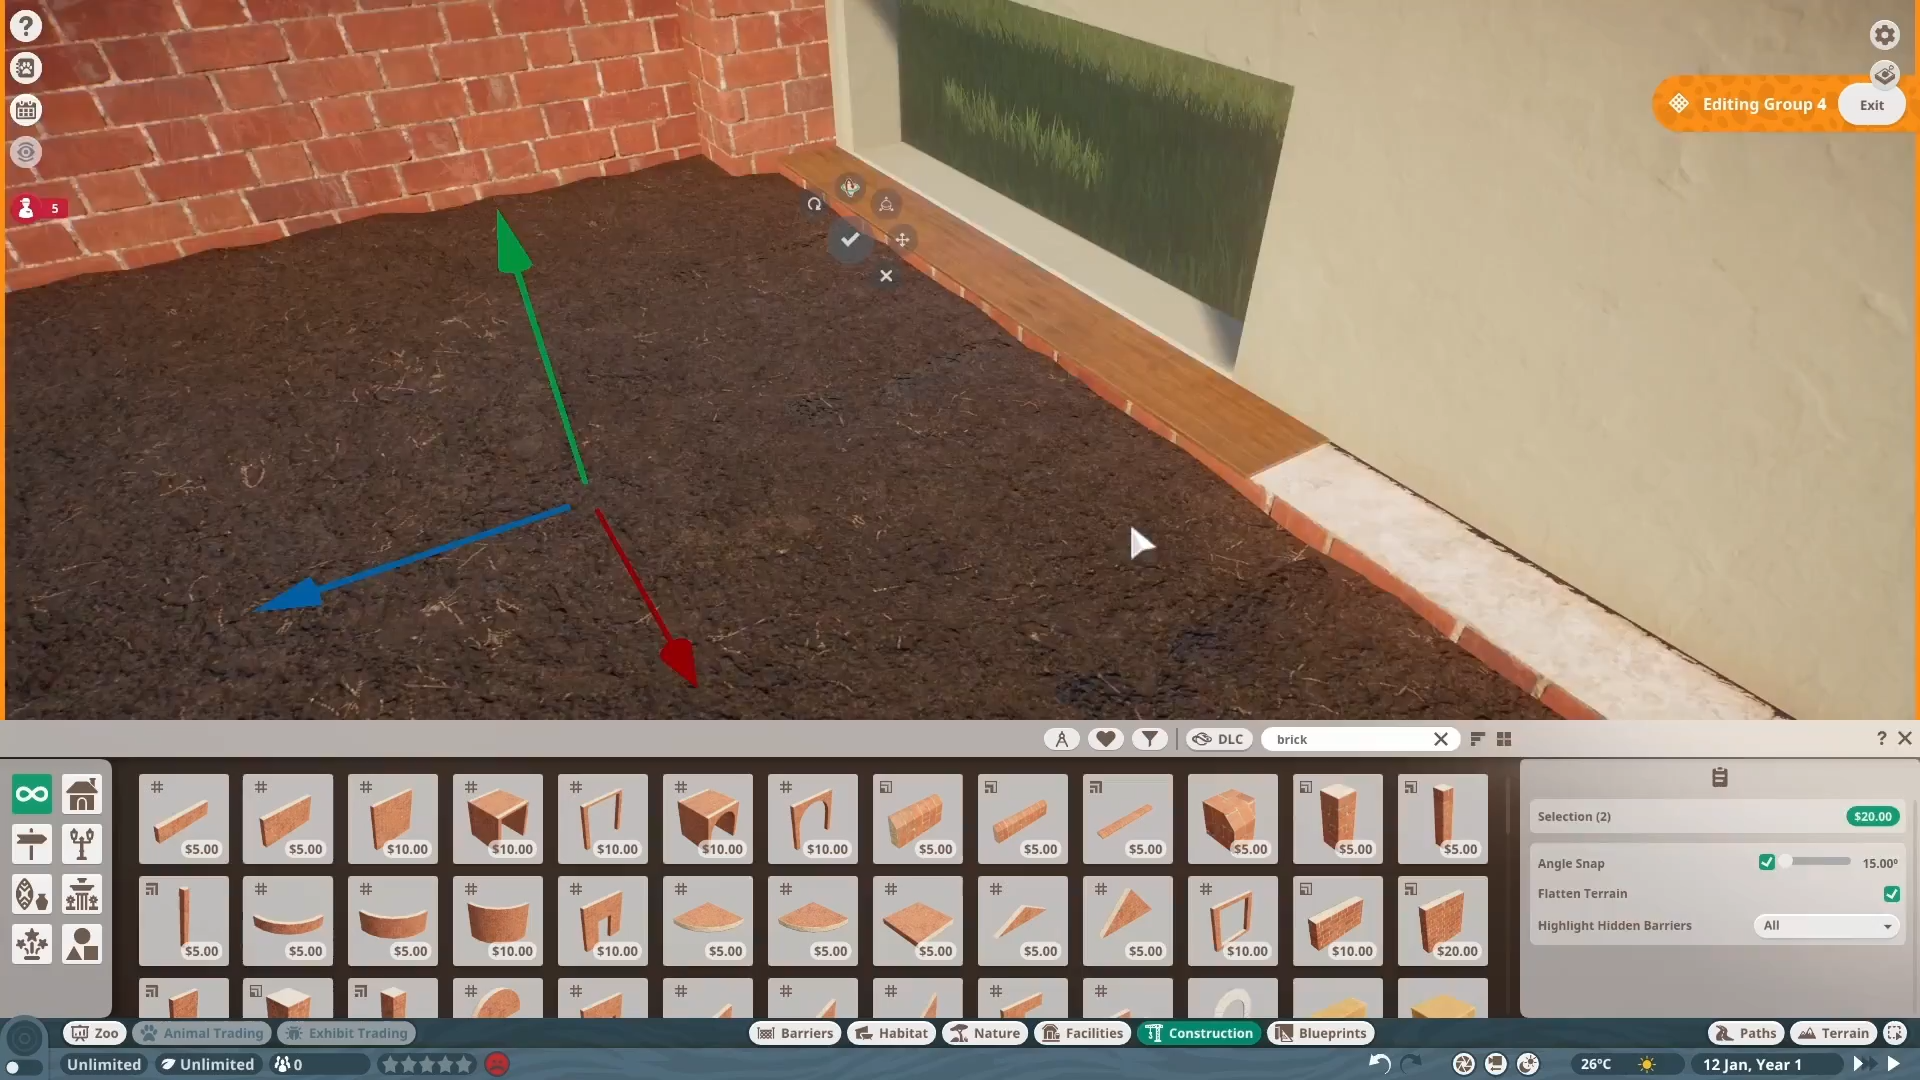 Editing Group 4
Exit
5
DLC
brick
$5.00 $5.00 $10.00 $10.00 $10.00 $10.00 $10.00 $5.00 $5.00 $5.00 $5.00 $5.00 $5.00
$5.00 $5.00 $5.00 $10.00 $10.00 $5.00 $5.00 $5.00 $5.00 $5.00 $10.00 $10.00 $20.00
Selection (2) $20.00
Angle Snap 15.00°
Flatten Terrain
Highlight Hidden Barriers All
Zoo Animal Trading Exhibit Trading Barriers Habitat Nature Facilities Construction Blueprints Paths Terrain
Unlimited Unlimited 0 26°C 12 Jan, Year 1